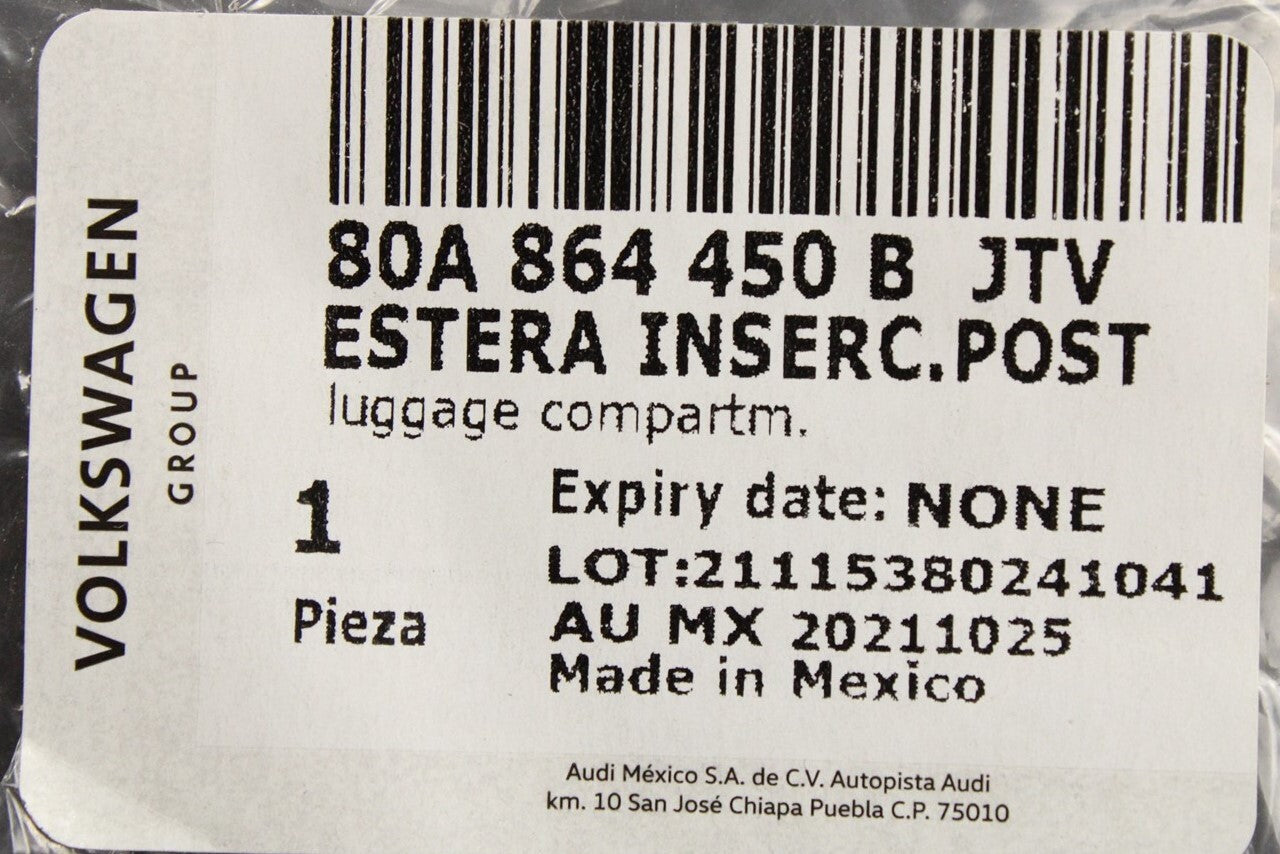 VOLKSWAGEN
GROUP
80A 864 450 B JTV
ESTERA INSERC.POST
luggage compartm.
1
Pieza
Expiry date: NONE
LOT:211115380241041
AU MX 20211025
Made in Mexico
Audi México S.A. de C.V. Autopista Audi
km. 10 San José Chiapa Puebla C.P. 75010